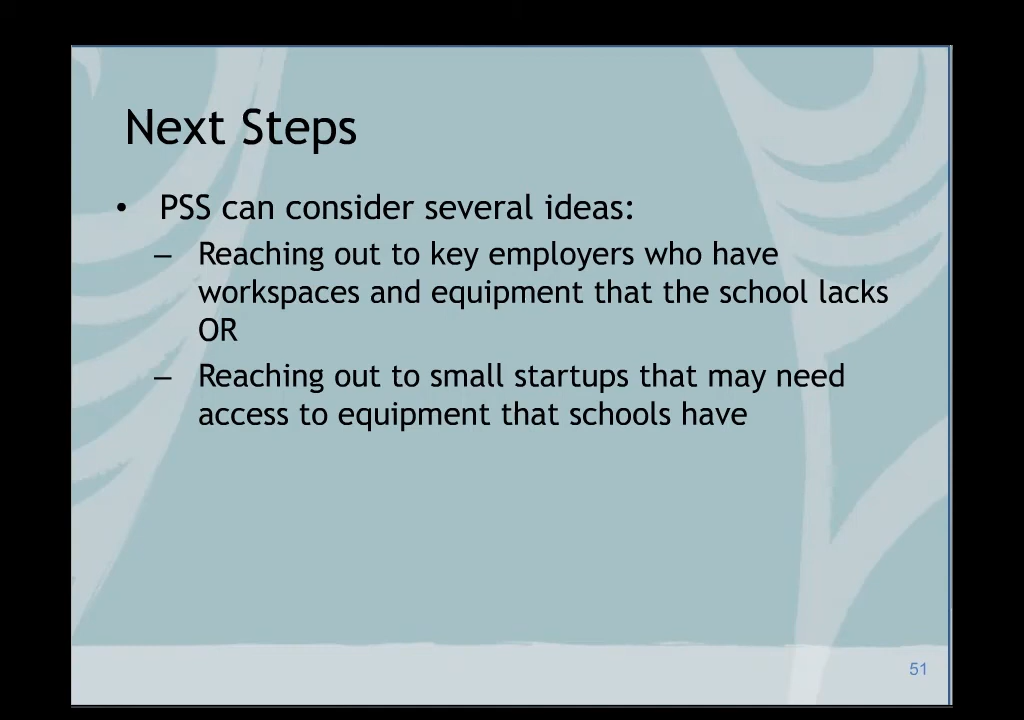 Next Steps
• PSS can consider several ideas:
– Reaching out to key employers who have
workspaces and equipment that the school lacks
OR
– Reaching out to small startups that may need
access to equipment that schools have
51